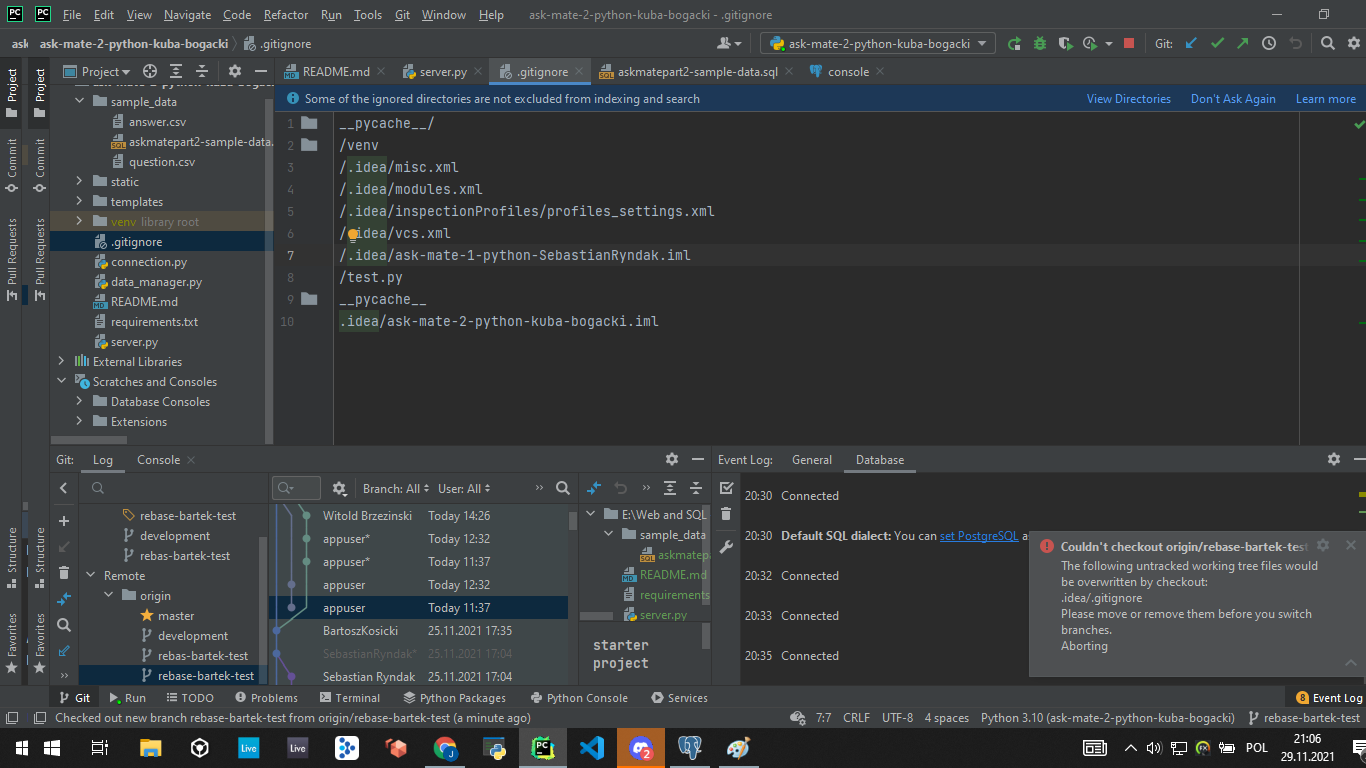 File Edit View Navigate Code Refactor Run Tools Git Window Help ask-mate-2-python-kuba-bogacki - .gitignore
ask ask-mate-2-python-kuba-bogacki .gitignore ask-mate-2-python-kuba-bogacki Git:
Project README.md server.py .gitignore askmatepart2-sample-data.sql console
Some of the ignored directories are not excluded from indexing and search View Directories Don't Ask Again Learn more
sample_data
answer.csv
askmatepart2-sample-data.
question.csv
static
templates
venv library root
.gitignore
connection.py
data_manager.py
README.md
requirements.txt
server.py
External Libraries
Scratches and Consoles
Database Consoles
Extensions
1 __pycache__/
2 /venv
3 /.idea/misc.xml
4 /.idea/modules.xml
5 /.idea/inspectionProfiles/profiles_settings.xml
6 /.idea/vcs.xml
7 /.idea/ask-mate-1-python-SebastianRyndak.iml
8 /test.py
9 __pycache__
10 .idea/ask-mate-2-python-kuba-bogacki.iml
Project Project
Commit Commit
Pull Requests Pull Requests
Structure Structure
Favorites Favorites
Git: Log Console
Branch: All User: All
rebase-bartek-test
development
rebas-bartek-test
Remote
origin
master
development
rebas-bartek-test
rebase-bartek-test
Witold Brzezinski Today 14:26
appuser* Today 12:32
appuser* Today 11:37
appuser Today 12:32
appuser Today 11:37
BartoszKosicki 25.11.2021 17:35
SebastianRyndak* 25.11.2021 17:04
Sebastian Ryndak 25.11.2021 17:04
E:\Web and SQL
sample_data
askmatepa
README.md
requirements
server.py
starter
project
Event Log: General Database
20:30 Connected
20:30 Default SQL dialect: You can set PostgreSQL a
20:32 Connected
20:33 Connected
20:35 Connected
Couldn't checkout origin/rebase-bartek-test
The following untracked working tree files would
be overwritten by checkout:
.idea/.gitignore
Please move or remove them before you switch
branches.
Aborting
Git Run TODO Problems Terminal Python Packages Python Console Services 8 Event Log
Checked out new branch rebase-bartek-test from origin/rebase-bartek-test (a minute ago) 7:7 CRLF UTF-8 4 spaces Python 3.10 (ask-mate-2-python-kuba-bogacki) rebase-bartek-test
Live Live PC 2 POL 21:06
29.11.2021